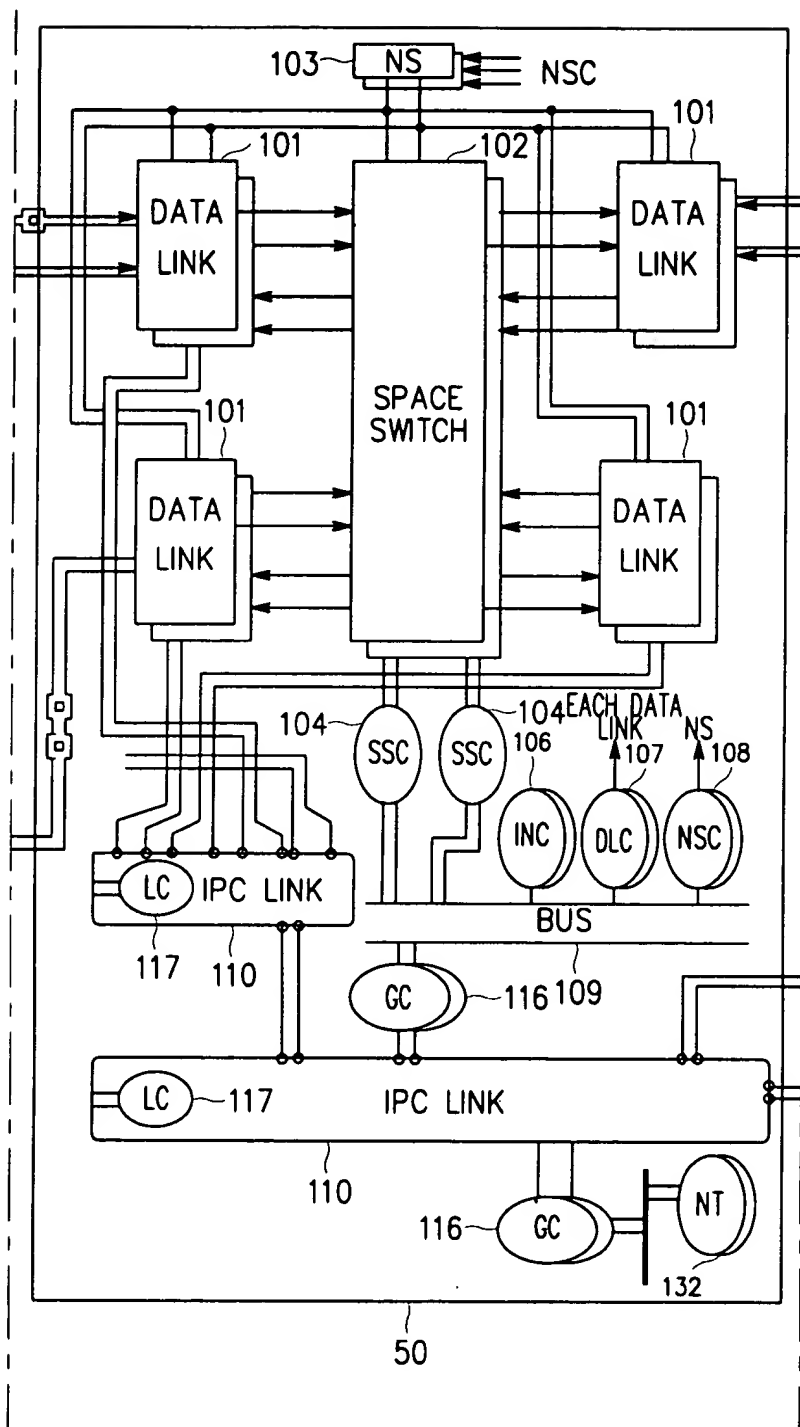 103
NS
NSC
101
102
101
DATA
LINK
DATA
LINK
SPACE
SWITCH
101
101
DATA
LINK
DATA
LINK
104
SSC
104
SSC
EACH DATA
LINK
NS
106
107
108
INC
DLC
NSC
LC
IPC LINK
BUS
117
110
GC
116
109
LC
117
IPC LINK
110
116
GC
NT
132
50